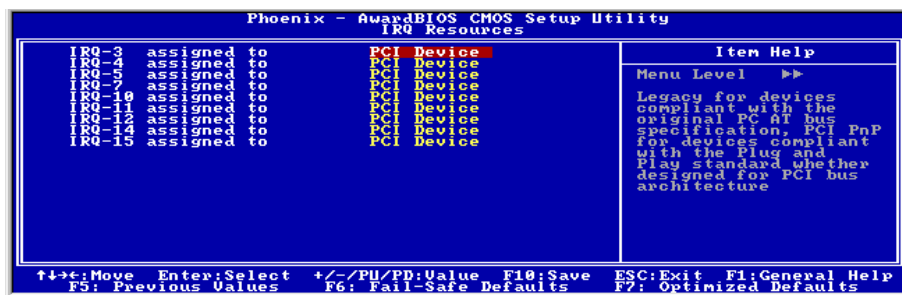 Phoenix - AwardBIOS CMOS Setup Utility
IRQ Resources
IRQ-3 assigned to PCI Device
IRQ-4 assigned to PCI Device
IRQ-5 assigned to PCI Device
IRQ-7 assigned to PCI Device
IRQ-10 assigned to PCI Device
IRQ-11 assigned to PCI Device
IRQ-12 assigned to PCI Device
IRQ-14 assigned to PCI Device
IRQ-15 assigned to PCI Device
Item Help
Menu Level ▶▶
Legacy for devices
compliant with the
original PC AT bus
specification, PCI PnP
for devices compliant
with the Plug and
Play standard whether
designed for PCI bus
architecture
↑↓→←:Move Enter:Select +/-/PU/PD:Value F10:Save ESC:Exit F1:General Help
F5: Previous Values F6: Fail-Safe Defaults F7: Optimized Defaults